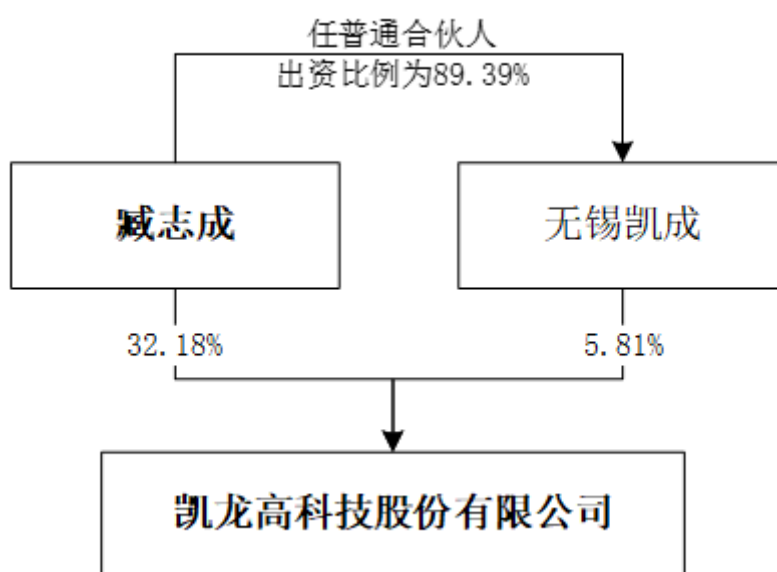 任普通合伙人
出资比例为89.39%
臧志成
无锡凯成
32.18%
5.81%
凯龙高科技股份有限公司